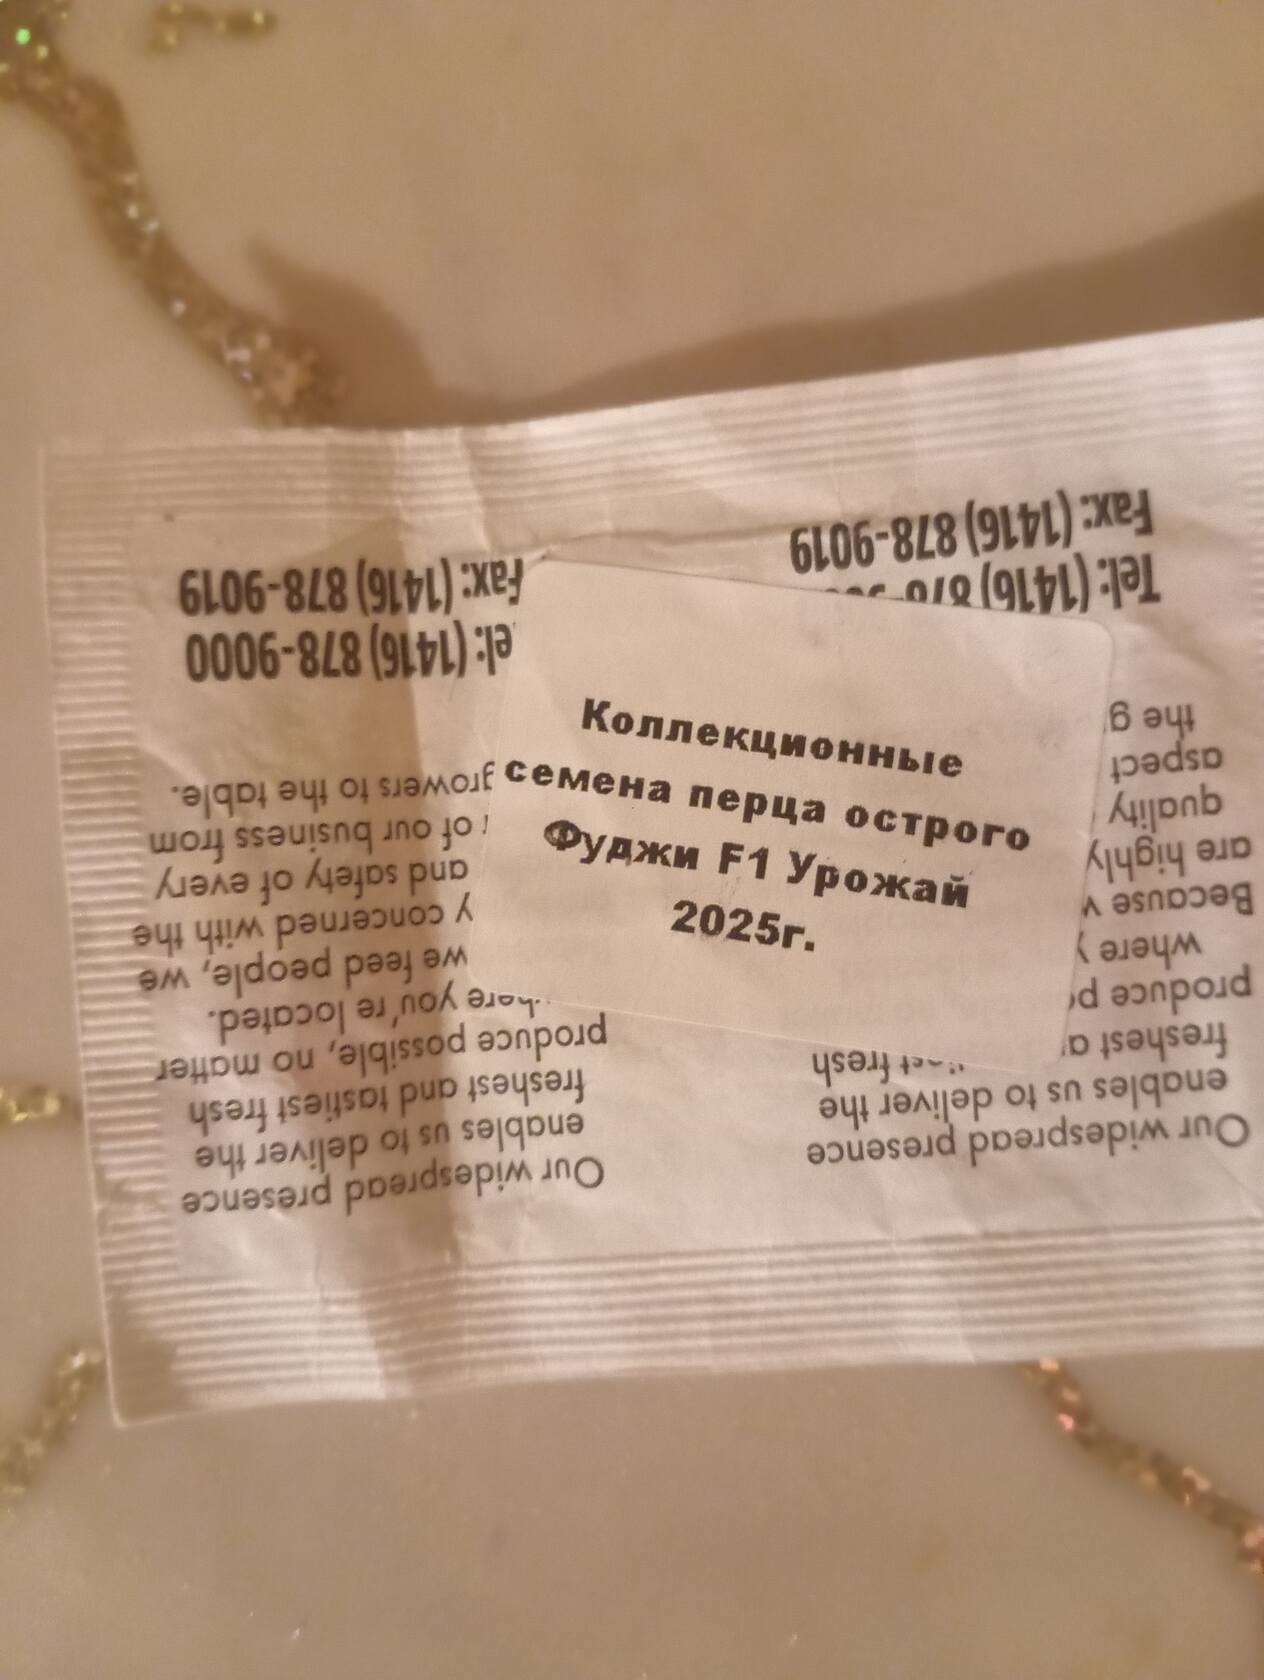 Коллекционные
семена перца острого
Фуджи F1 Урожай
2025г.
Our widespread presence
enables us to deliver the
freshest and tastiest fresh
produce possible, no matter
where you're located.
we feed people, we
y concerned with the
and safety of every
of our business from
growers to the table.
el: (1416) 878-9000
Fax: (1416) 878-9019
Our widespread presence
enables us to deliver the
freshest fresh
produce
where
Because
are highly
quality
aspect
the g
Tel: (1416) 878-
Fax: (1416) 878-9019